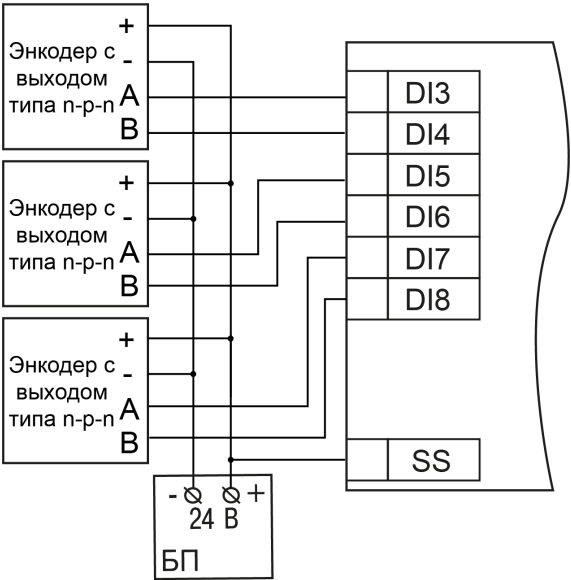 +
Энкодер с
-
выходом
A
типа n-p-n
B
+
Энкодер с
-
выходом
A
типа n-p-n
B
+
Энкодер с
-
выходом
A
типа n-p-n
B
DI3
DI4
DI5
DI6
DI7
DI8
SS
- +
24 В
БП